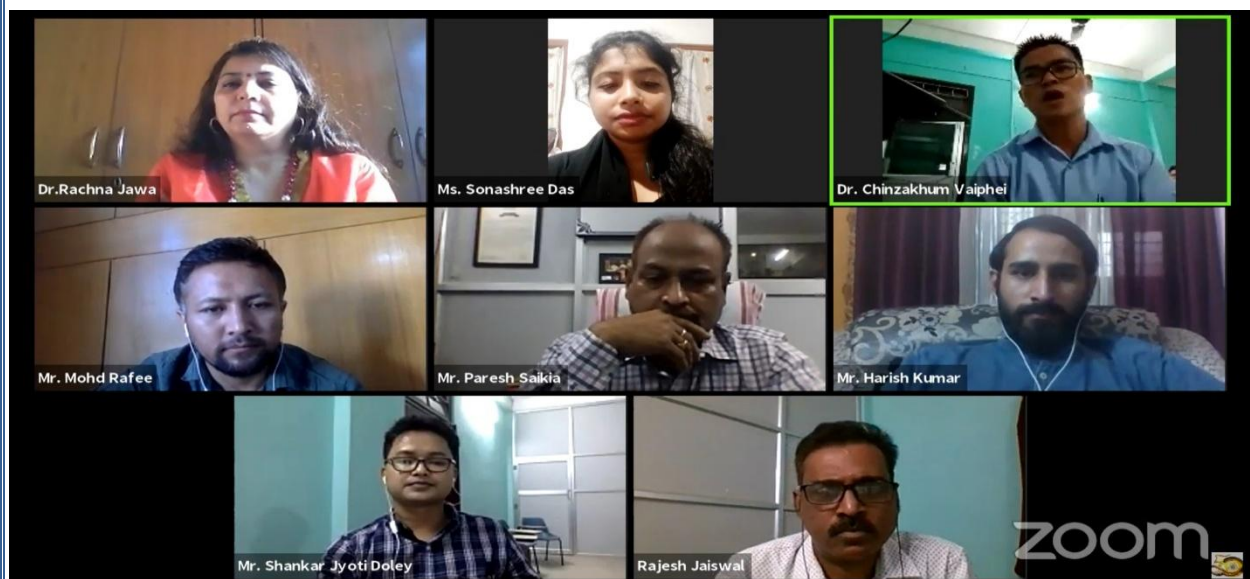 Dr.Rachna Jawa
Ms. Sonashree Das
Dr. Chinzakhum Vaiphei
Mr. Mohd Rafee
Mr. Paresh Saikia
Mr. Harish Kumar
Mr. Shankar Jyoti Doley
Rajesh Jaiswal
zoom